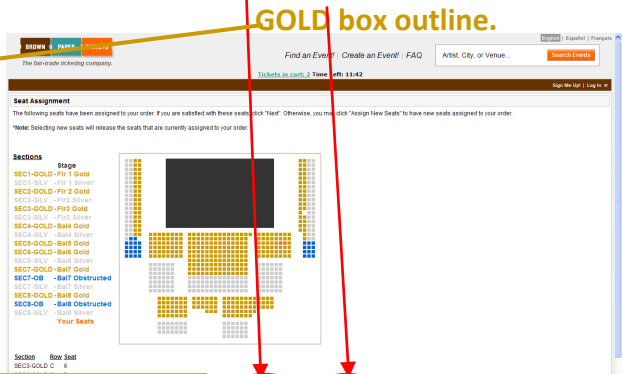 GOLD box outline.
English | Español | Français
BROWN PAPER TICKETS
The fair-trade ticketing company.
Find an Event! | Create an Event! | FAQ
Artist, City, or Venue...
Search Events
Tickets in cart: 2 Time Left: 11:42
Sign Me Up! | Log In
Seat Assignment
The following seats have been assigned to your order. If you are satisfied with these seats, click "Next". Otherwise, you may click "Assign New Seats" to have new seats assigned to your order.
*Note: Selecting new seats will release the seats that are currently assigned to your order.
Sections
Stage
SEC1-GOLD - Flr 1 Gold
SEC1-SILV - Flr 1 Silver
SEC2-GOLD - Flr 2 Gold
SEC2-SILV - Flr2 Silver
SEC3-GOLD - Flr3 Gold
SEC3-SILV - Flr3 Silver
SEC4-GOLD - Bal4 Gold
SEC4-SILV - Bal4 Silver
SEC5-GOLD - Bal5 Gold
SEC6-GOLD - Bal6 Gold
SEC6-SILV - Bal6 Silver
SEC7-GOLD - Bal7 Gold
SEC7-OB - Bal7 Obstructed
SEC7-SILV - Bal7 Silver
SEC8-GOLD - Bal8 Gold
SEC8-OB - Bal8 Obstructed
SEC8-SILV - Bal8 Silver
Your Seats
Section Row Seat
SEC3-GOLD C 6